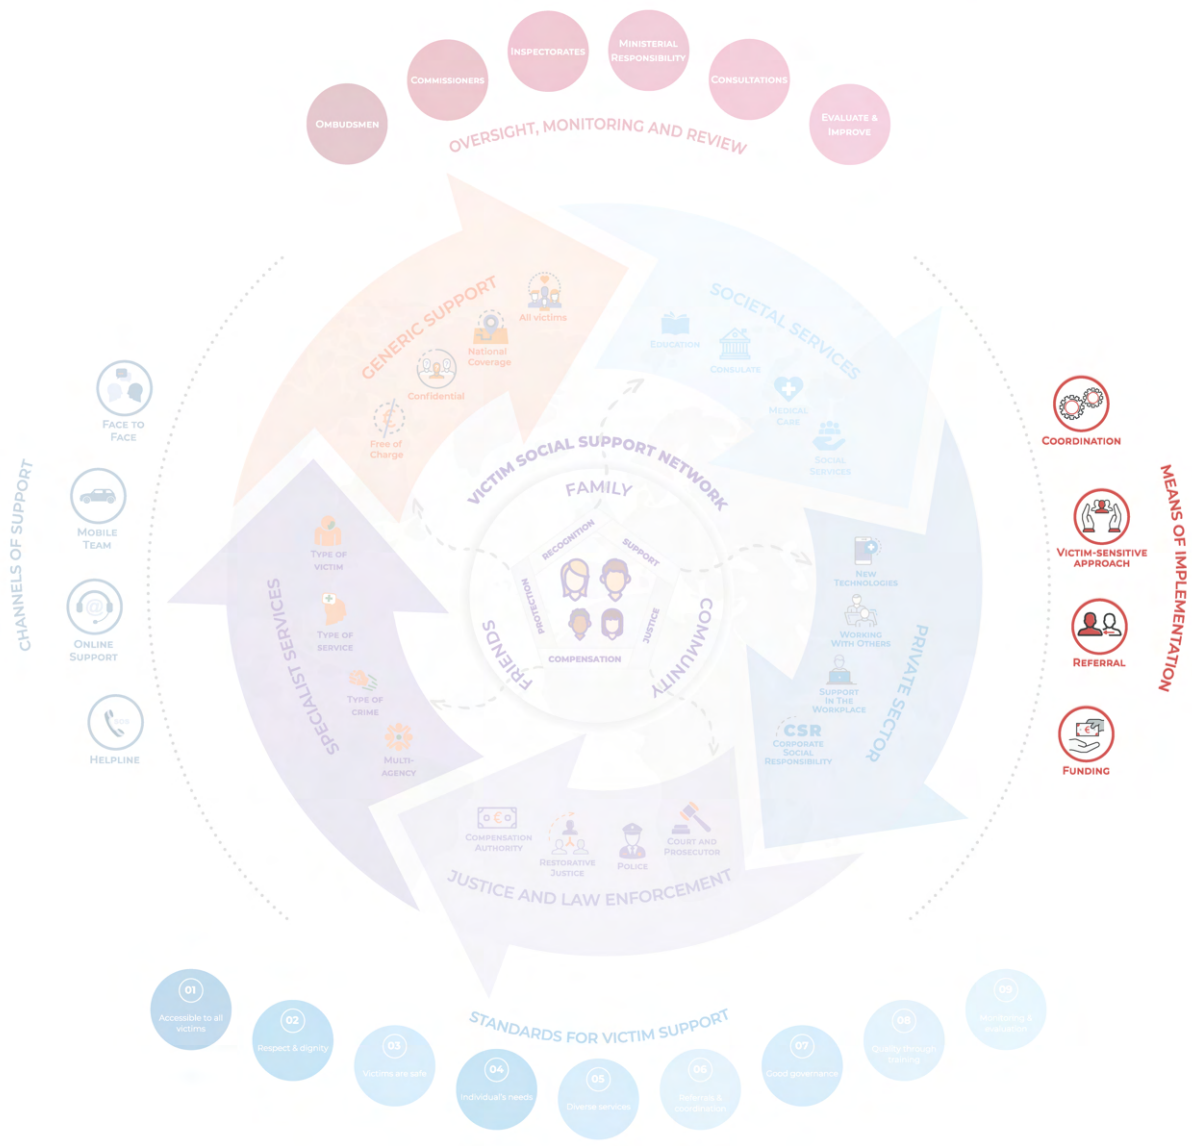 INSPECTORATES
MINISTERIAL
RESPONSIBILITY
COMMISSIONERS
CONSULTATIONS
OMBUDSMEN
EVALUATE &
IMPROVE
OVERSIGHT, MONITORING AND REVIEW
GENERIC SUPPORT
All victims
National
Coverage
Confidential
Free of
Charge
SOCIETAL SERVICES
EDUCATION
CONSULATE
MEDICAL
CARE
SOCIAL
SERVICES
CHANNELS OF SUPPORT
FACE TO
FACE
MOBILE
TEAM
ONLINE
SUPPORT
HELPLINE
VICTIM SOCIAL SUPPORT NETWORK
FAMILY
COMMUNITY
FRIENDS
RECOGNITION
SUPPORT
JUSTICE
COMPENSATION
PROTECTION
MEANS OF IMPLEMENTATION
COORDINATION
VICTIM-SENSITIVE
APPROACH
REFERRAL
FUNDING
SPECIALIST SERVICES
TYPE OF
VICTIM
TYPE OF
SERVICE
TYPE OF
CRIME
MULTI-
AGENCY
PRIVATE SECTOR
NEW
TECHNOLOGIES
WORKING
WITH OTHERS
SUPPORT
IN THE
WORKPLACE
CSR
CORPORATE
SOCIAL
RESPONSIBILITY
COMPENSATION
AUTHORITY
RESTORATIVE
JUSTICE
POLICE
COURT AND
PROSECUTOR
JUSTICE AND LAW ENFORCEMENT
STANDARDS FOR VICTIM SUPPORT
01
Accessible to all
victims
02
Respect & dignity
03
Victims are safe
04
Individual's needs
05
Diverse services
06
Referral &
coordination
07
Good governance
08
Quality through
training
09
Monitoring &
evaluation